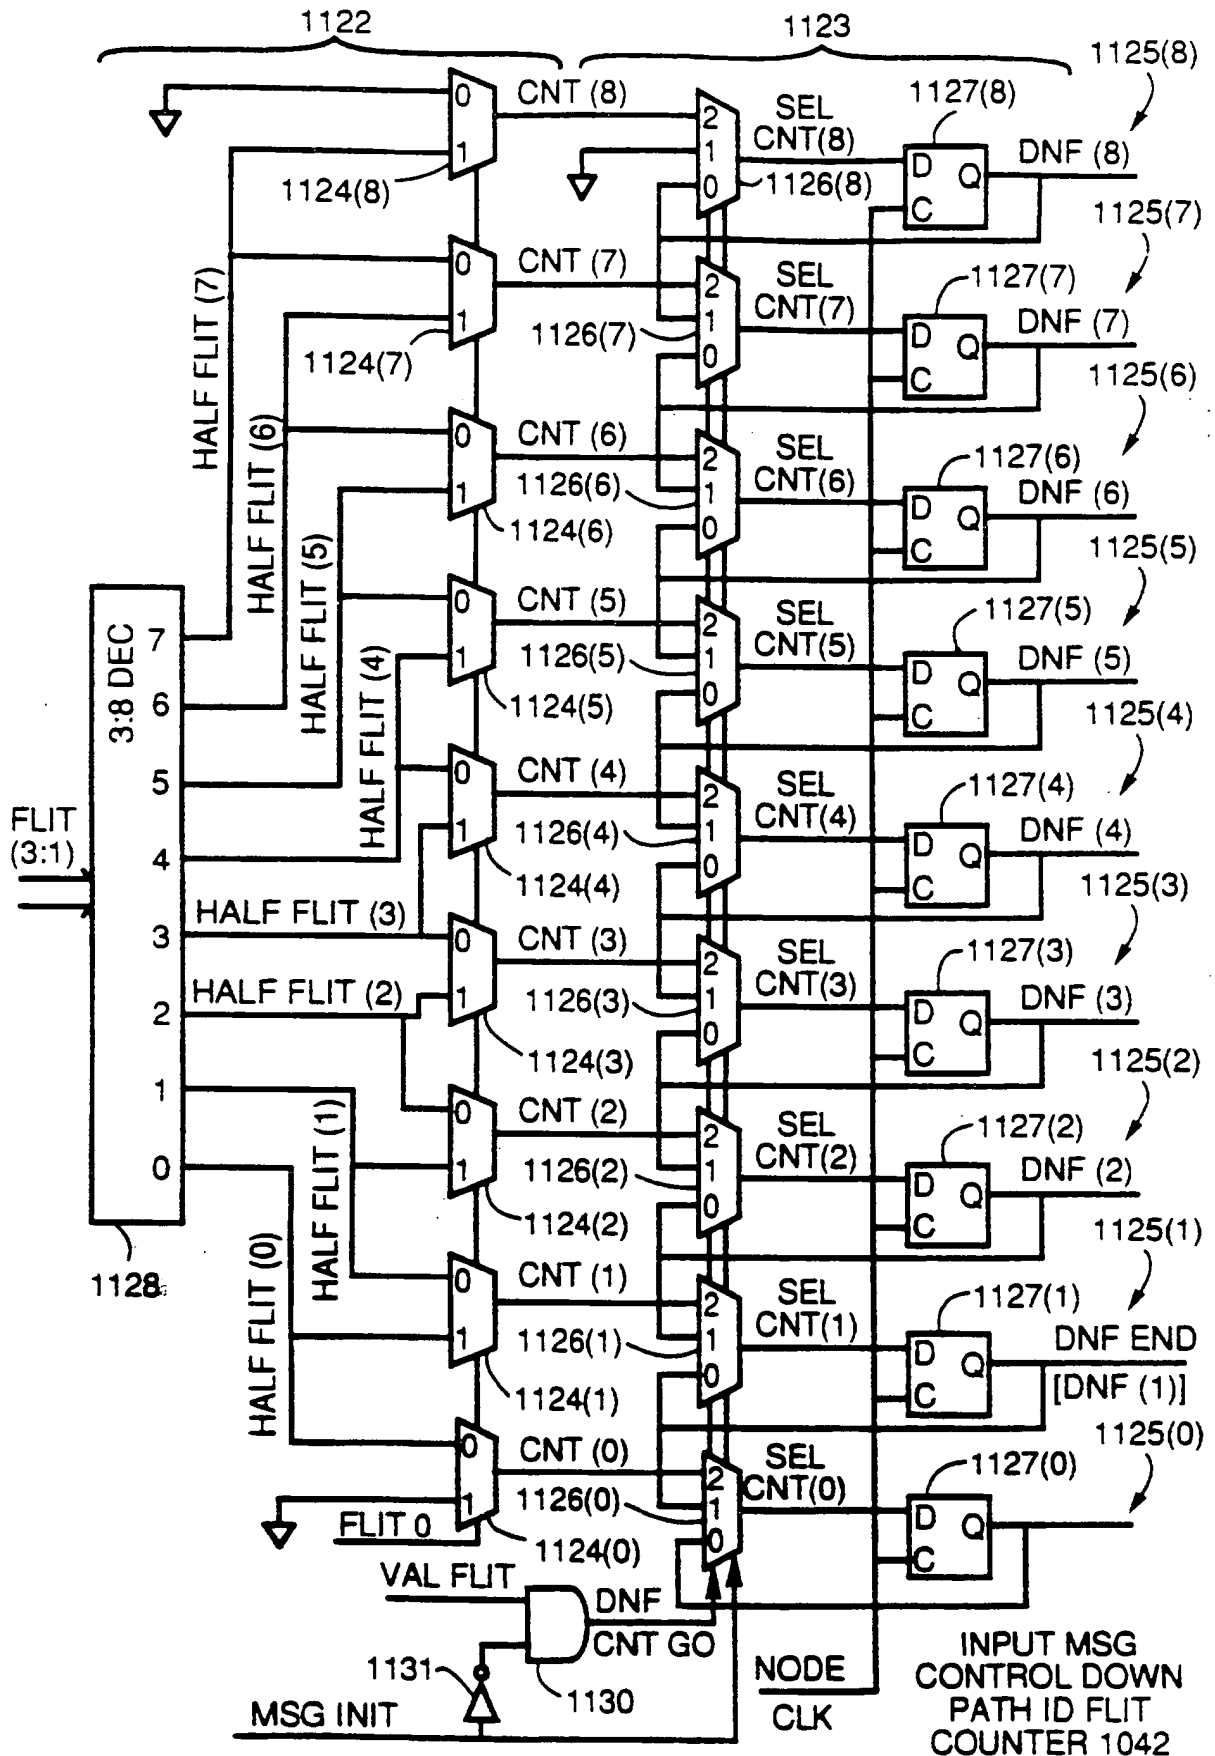 1122
1123
1125(8)
0
CNT (8)
2
SEL
CNT(8)
1127(8)
D
Q
C
DNF (8)
1
1
0
1124(8)
1126(8)
1125(7)
HALF FLIT (7)
0
CNT (7)
2
SEL
CNT(7)
1127(7)
D
Q
C
DNF (7)
1
1126(7)
1
0
1124(7)
1125(6)
HALF FLIT (6)
0
CNT (6)
2
SEL
CNT(6)
1127(6)
D
Q
C
DNF (6)
1
1126(6)
1
0
1124(6)
1125(5)
HALF FLIT (5)
0
CNT (5)
2
SEL
CNT(5)
1127(5)
D
Q
C
DNF (5)
1
1126(5)
1
0
1124(5)
1125(4)
HALF FLIT (4)
0
CNT (4)
2
SEL
CNT(4)
1127(4)
D
Q
C
DNF (4)
1
1126(4)
1
0
1124(4)
1125(3)
3:8 DEC
7
6
5
4
3
2
1
0
FLIT
(3:1)
1128
HALF FLIT (3)
0
CNT (3)
2
SEL
CNT(3)
1127(3)
D
Q
C
DNF (3)
HALF FLIT (2)
1
1126(3)
1
0
1124(3)
1125(2)
HALF FLIT (1)
0
CNT (2)
2
SEL
CNT(2)
1127(2)
D
Q
C
DNF (2)
1
1126(2)
1
0
1124(2)
1125(1)
HALF FLIT (0)
0
CNT (1)
2
SEL
CNT(1)
1127(1)
D
Q
C
DNF END
[DNF (1)]
1
1126(1)
1
0
1124(1)
1125(0)
0
CNT (0)
2
SEL
CNT(0)
1127(0)
D
Q
C
1
1126(0)
1
0
FLIT 0
1124(0)
VAL FLIT
DNF
CNT GO
1131
1130
MSG INIT
NODE
CLK
INPUT MSG
CONTROL DOWN
PATH ID FLIT
COUNTER 1042